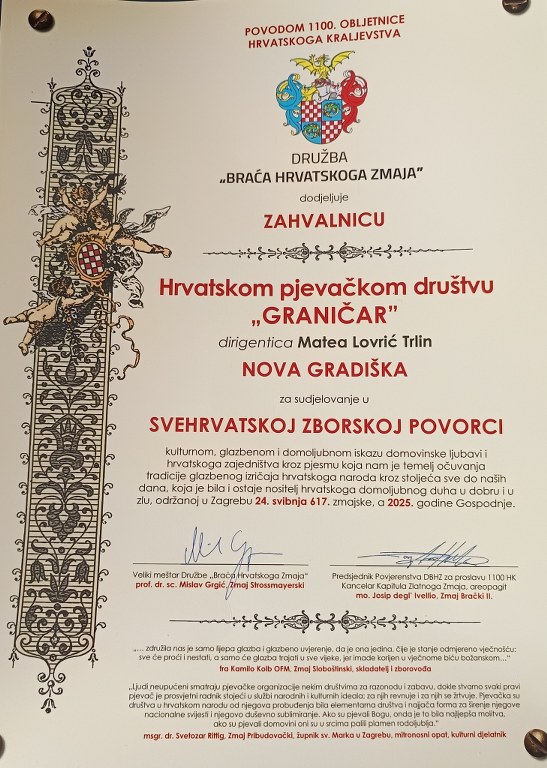 POVODOM 1100. OBLJETNICE
HRVATSKOGA KRALJEVSTVA
DRUŽBA
„BRAĆA HRVATSKOGA ZMAJA”
dodjeljuje
ZAHVALNICU
Hrvatskom pjevačkom društvu
„GRANIČAR”
dirigentica Matea Lovrić Trlin
NOVA GRADIŠKA
za sudjelovanje u
SVEHRVATSKOJ ZBORSKOJ POVORCI
kulturnom, glazbenom i domoljubnom iskazu domovinske ljubavi i
hrvatskoga zajedništva kroz pjesmu koja nam je temelj očuvanja
tradicije glazbenog izričaja hrvatskoga naroda kroz stoljeća sve do naših
dana, koja je bila i ostaje nositelj hrvatskoga domoljubnog duha u dobru i u
zlu, održanoj u Zagrebu 24. svibnja 617. zmajske, a 2025. godine Gospodnje.
Veliki meštar Družbe „Braća Hrvatskoga Zmaja”
prof. dr. sc. Mislav Grgić, Zmaj Strossmayerski
Predsjednik Povjerenstva DBHZ za proslavu 1100 HK
Kancelar Kapitula Zlatnoga Zmaja, areopagit
mo. Josip degl' Ivellio, Zmaj Brački II.
„... združila nas je samo lijepa glazba i glazbeno uvjerenje, da je ona jedina, čije je stanje odmjereno vječnošću:
sve će proći i nestati, a samo će glazba trajati u sve vijeke, jer imade korijen u vječnome biću božanskom...”
fra Kamilo Kolb OFM, Zmaj Sloboštinski, skladatelj i zborovođa
„Ljudi neupućeni smatraju pjevačke organizacije nekim društvima za razonodu i zabavu, dokle stvarno svaki pravi
pjevač je prosvjetni radnik stojeći u službi narodnih i kulturnih ideala; za njih revnuje i za njih se žrtvuje. Pjevačka su
društva u hrvatskom narodu od njegova probuđenja bila elementarna društva i najjača forma za širenje njegove
nacionalne svijesti i njegovo duševno sublimiranje. Ako su pjevali Bogu, onda je to bila najljepša molitva,
ako su pjevali domovini oni su u srcima palili plamen rodoljublja.”
msgr. dr. Svetozar Rittig, Zmaj Pribudovački, župnik sv. Marka u Zagrebu, mitronosni opat, kulturni djelatnik